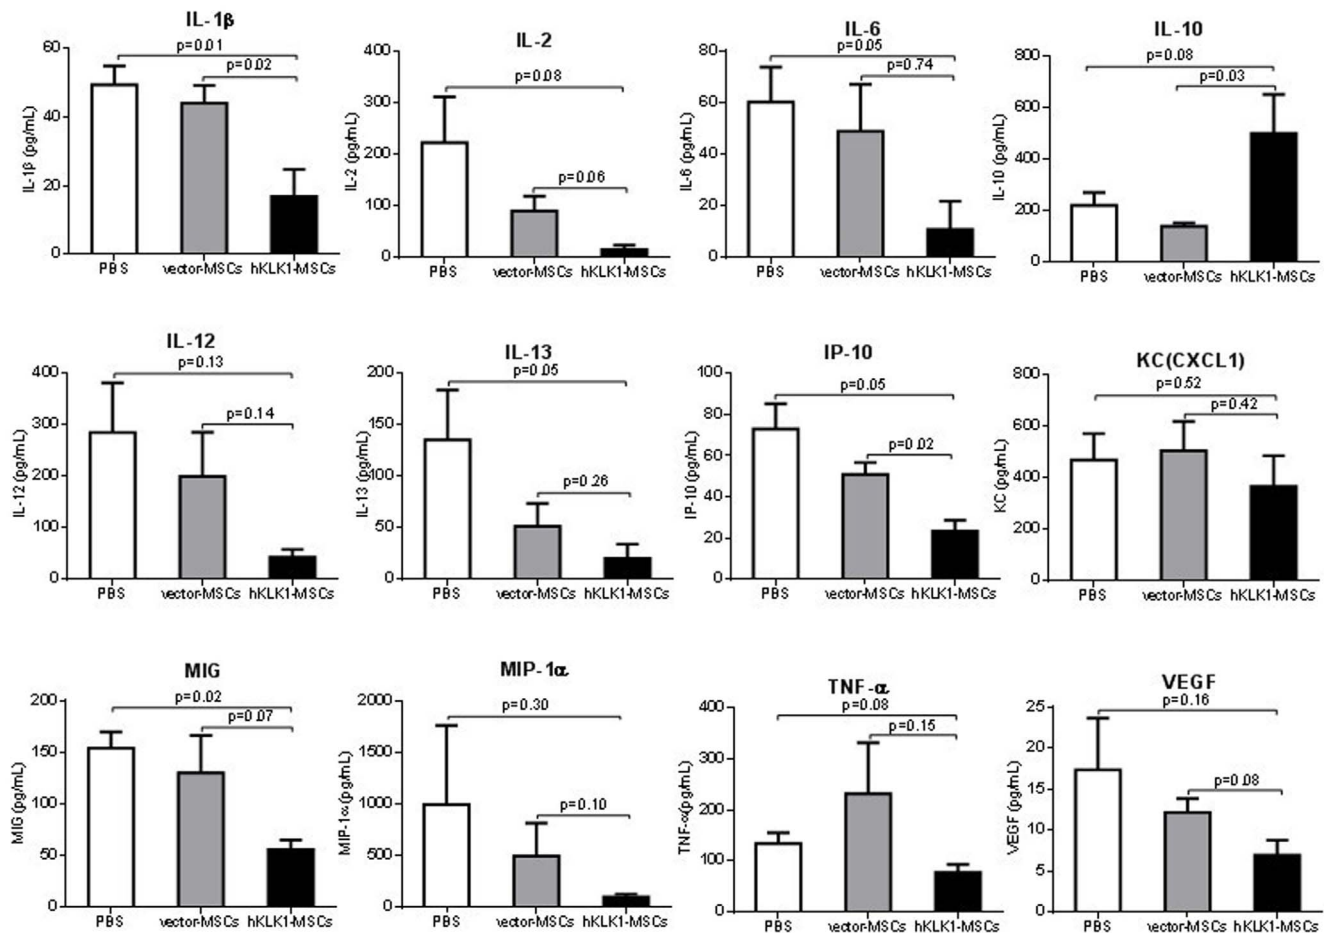 IL-1β
p=0.01
p=0.02
IL-1β (pg/mL)
60
40
20
0
PBS
vector-MSCs
hKLK1-MSCs
IL-2
p=0.08
p=0.06
IL-2 (pg/mL)
400
300
200
100
0
PBS
vector-MSCs
hKLK1-MSCs
IL-6
p=0.05
p=0.74
IL-6 (pg/mL)
80
60
40
20
0
PBS
vector-MSCs
hKLK1-MSCs
IL-10
p=0.08
p=0.03
IL-10 (pg/mL)
800
600
400
200
0
PBS
vector-MSCs
hKLK1-MSCs
IL-12
p=0.13
p=0.14
IL-12 (pg/mL)
400
300
200
100
0
PBS
vector-MSCs
hKLK1-MSCs
IL-13
p=0.05
p=0.26
IL-13 (pg/mL)
200
150
100
50
0
PBS
vector-MSCs
hKLK1-MSCs
IP-10
p=0.05
p=0.02
IP-10 (pg/mL)
100
80
60
40
20
0
PBS
vector-MSCs
hKLK1-MSCs
KC(CXCL1)
p=0.52
p=0.42
KC (pg/mL)
800
600
400
200
0
PBS
vector-MSCs
hKLK1-MSCs
MIG
p=0.02
p=0.07
MIG (pg/mL)
200
150
100
50
0
PBS
vector-MSCs
hKLK1-MSCs
MIP-1α
p=0.30
p=0.10
MIP-1α(pg/mL)
2000
1500
1000
500
0
PBS
vector-MSCs
hKLK1-MSCs
TNF-α
p=0.08
p=0.15
TNF-α(pg/mL)
400
300
200
100
0
PBS
vector-MSCs
hKLK1-MSCs
VEGF
p=0.16
p=0.08
VEGF (pg/mL)
25
20
15
10
5
0
PBS
vector-MSCs
hKLK1-MSCs